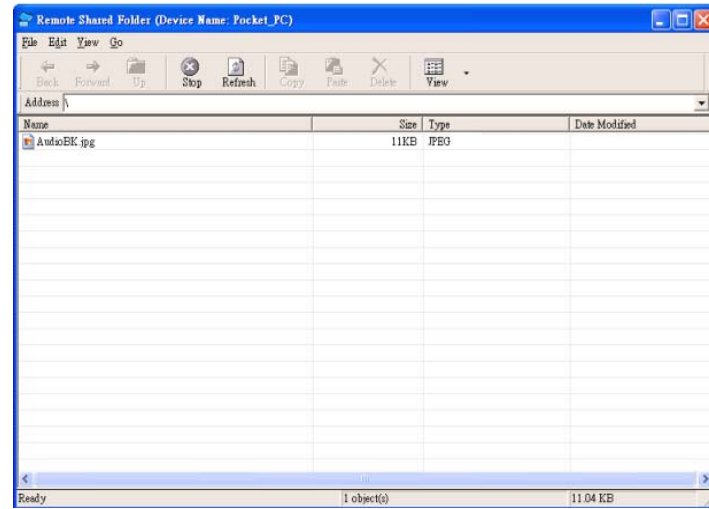 Remote Shared Folder (Device Name: Pocket_PC)
File Edit View Go
Back Forward Up Stop Refresh Copy Paste Delete View
Address \
Name Size Type Date Modified
AudioBK.jpg 11KB JPEG
Ready 1 object(s) 11.04 KB